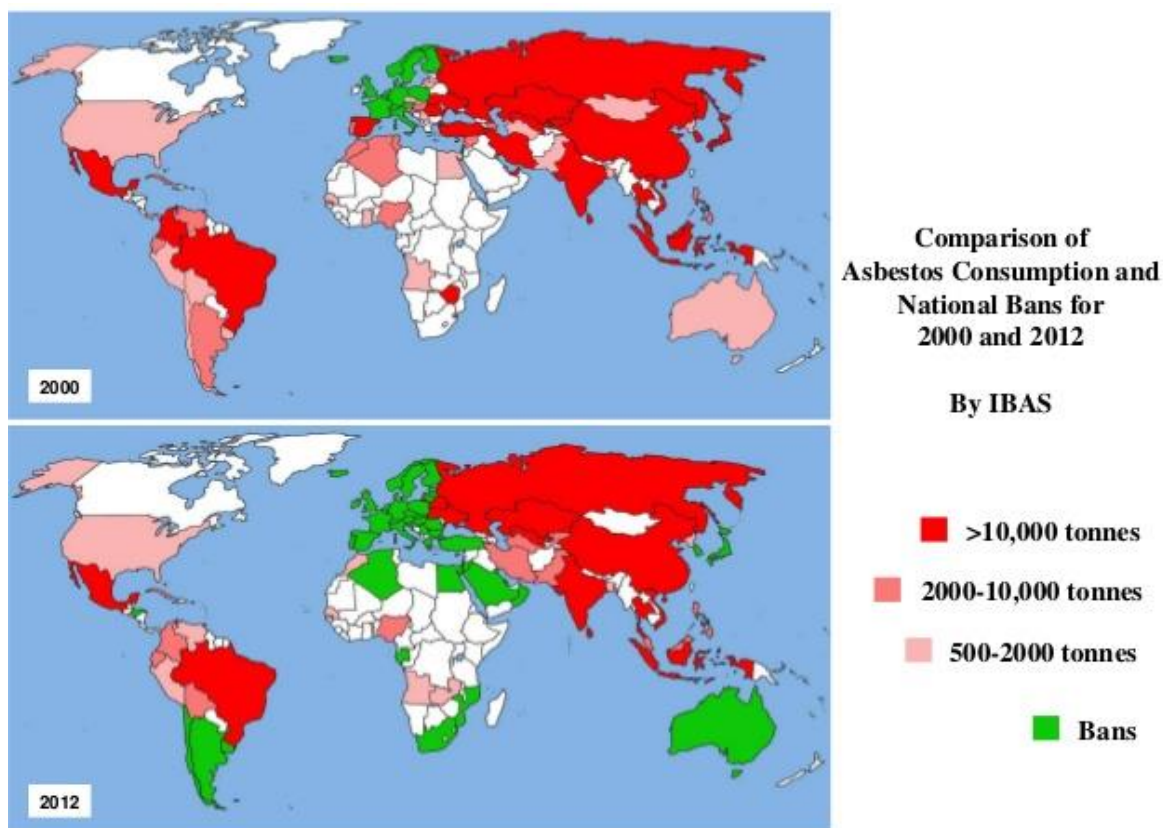 2000
2012
Comparison of
Asbestos Consumption and
National Bans for
2000 and 2012
By IBAS
>10,000 tonnes
2000-10,000 tonnes
500-2000 tonnes
Bans